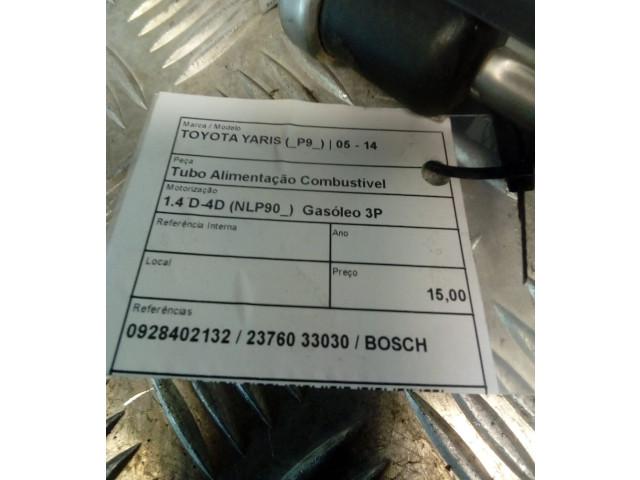 Marca / Modelo
TOYOTA YARIS (_P9_) | 05 - 14
Peça
Tubo Alimentação Combustivel
Motorização
1.4 D-4D (NLP90_) Gasóleo 3P
Referência Interna
Ano
Local
Preço
15,00
Referências
0928402132 / 23760 33030 / BOSCH